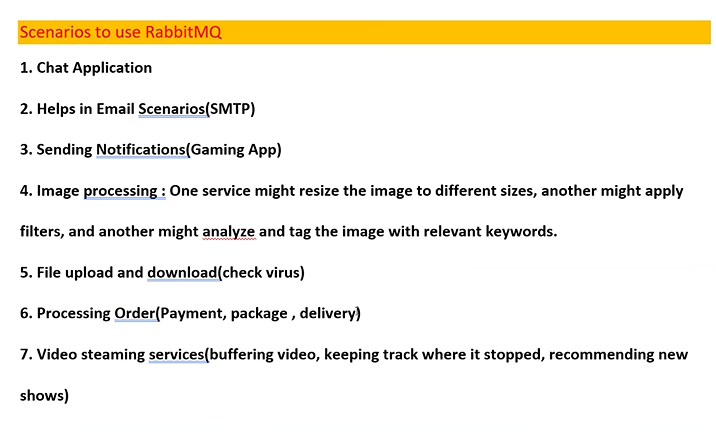 Scenarios to use RabbitMQ
1. Chat Application
2. Helps in Email Scenarios(SMTP)
3. Sending Notifications(Gaming App)
4. Image processing : One service might resize the image to different sizes, another might apply
filters, and another might analyze and tag the image with relevant keywords.
5. File upload and download(check virus)
6. Processing Order(Payment, package , delivery)
7. Video steaming services(buffering video, keeping track where it stopped, recommending new
shows)